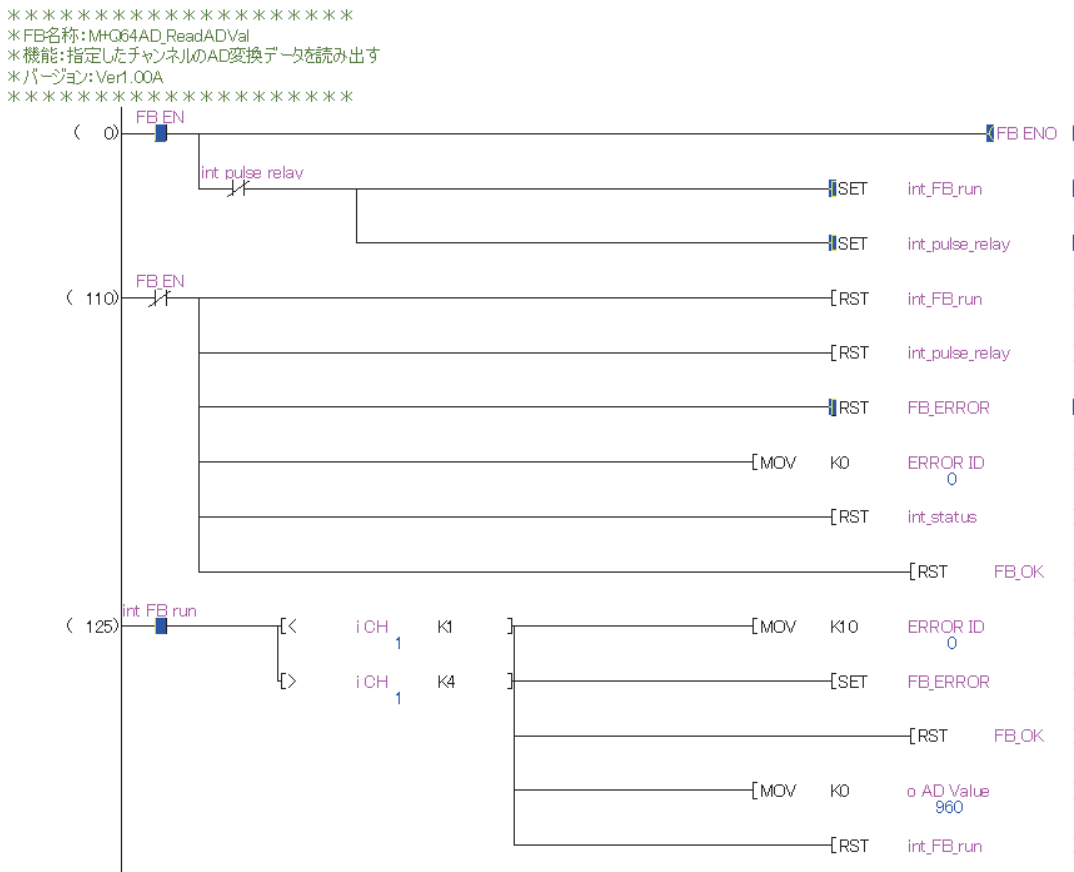 ********************
*FB名称:M+Q64AD_ReadADVal
*機能:指定したチャンネルのAD変換データを読み出す
*バージョン:Ver1.00A
********************
FB EN
( 0) FB ENO
int pulse relay
SET int_FB_run
SET int_pulse_relay
FB_EN
( 110) [RST int_FB_run
[RST int_pulse_relay
RST FB_ERROR
[MOV K0 ERROR ID
0
[RST int_status
[RST FB_OK
int FB run
( 125) [< i CH K1 ] [MOV K10 ERROR ID
1 0
[> i CH K4 ] [SET FB_ERROR
1
[RST FB_OK
[MOV K0 o AD Value
960
[RST int_FB_run